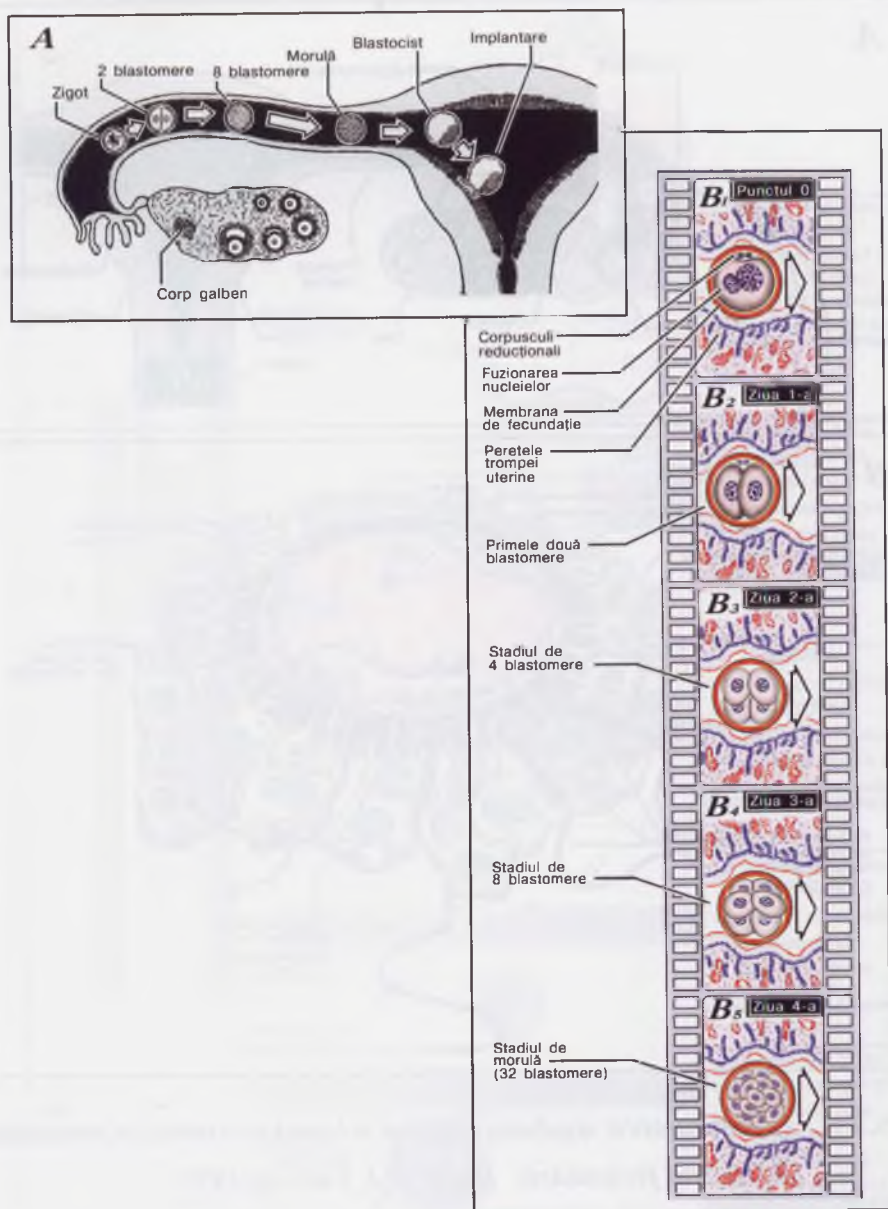 A
Zigot
2 blastomere
8 blastomere
Morulă
Blastocist
Implantare
Corp galben
B1 Punctul 0
Corpusculi
reducționali
Fuzionarea
nucleielor
Membrana
de fecundație
Peretele
trompei
uterine
B2 Ziua 1-a
Primele două
blastomere
B3 Ziua 2-a
Stadiul de
4 blastomere
B4 Ziua 3-a
Stadiul de
8 blastomere
B5 Ziua 4-a
Stadiul de
morulă
(32 blastomere)